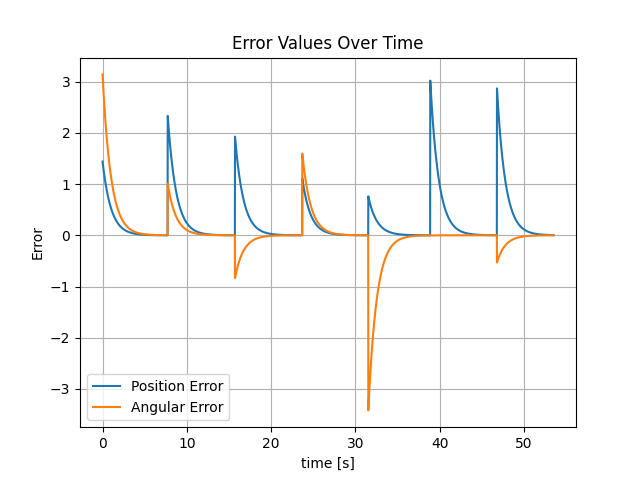 Error Values Over Time
Error
3
2
1
0
−1
−2
−3
Position Error
Angular Error
0 10 20 30 40 50
time [s]